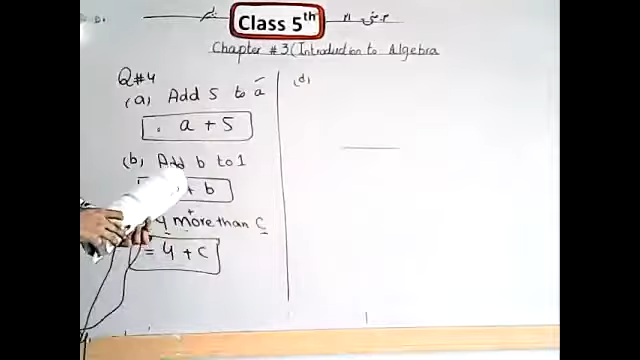 Class 5th
Chapter #3 (Introduction to Algebra
Q#4
(a) Add 5 to a
a + 5
(b) Add b to 1
+ b
4 more than c
= 4 + c
(d)